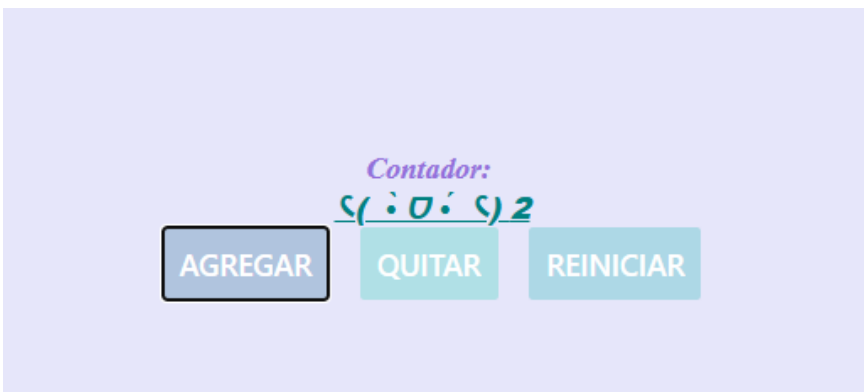 Contador:
ʕ( •̀ ᗜ •́ ʕ) 2
AGREGAR QUITAR REINICIAR